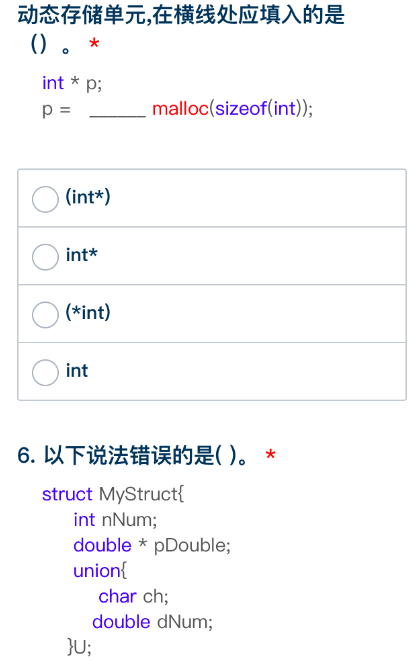 动态存储单元,在横线处应填入的是
（）。 *
int * p;
p = ______ malloc(sizeof(int));
(int*)
int*
(*int)
int
6. 以下说法错误的是( )。 *
struct MyStruct{
int nNum;
double * pDouble;
union{
char ch;
double dNum;
}U;